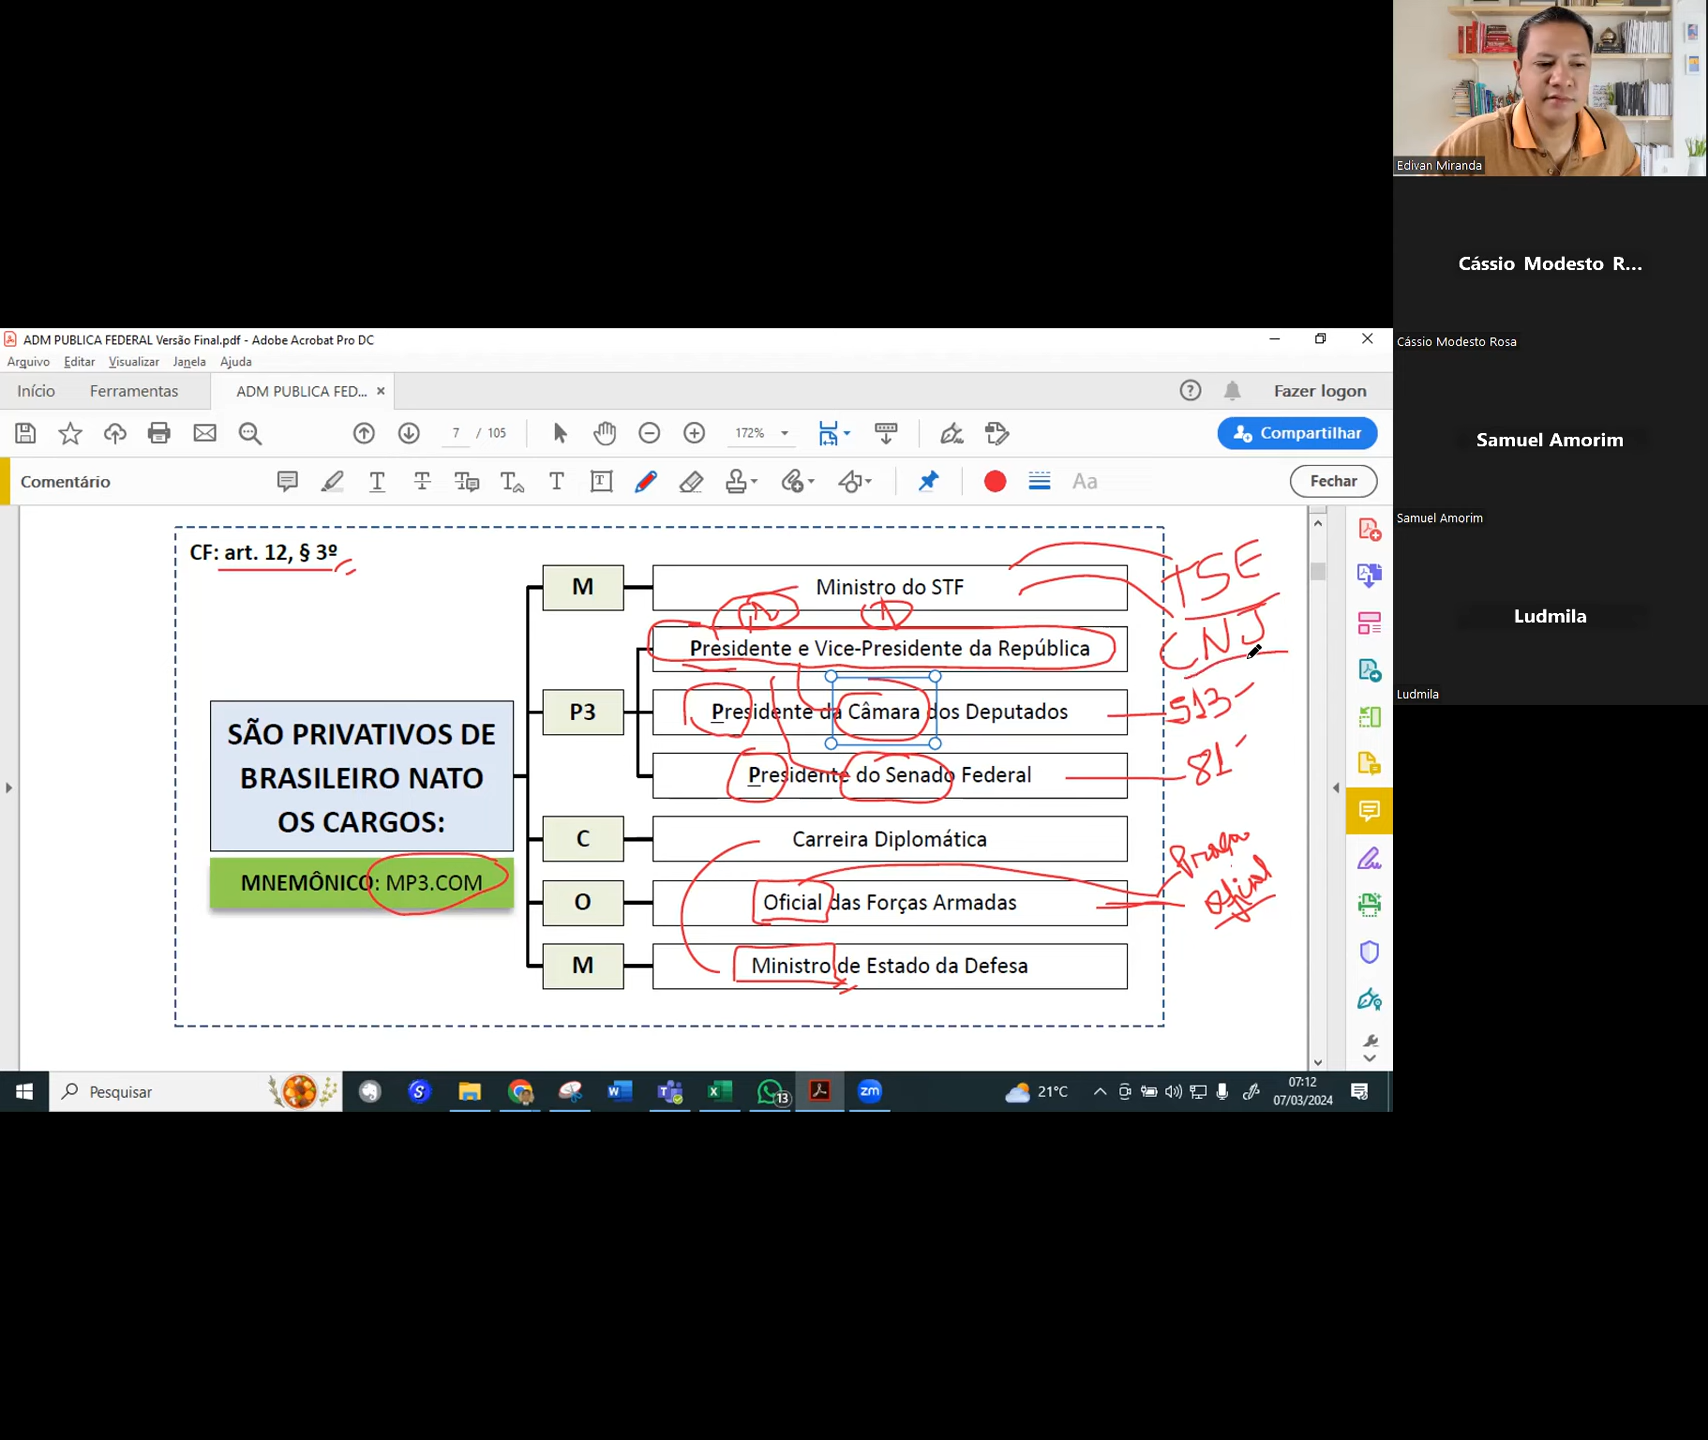 Edivan Miranda
Cássio Modesto R...
Cássio Modesto Rosa
Samuel Amorim
Samuel Amorim
Ludmila
Ludmila
ADM PUBLICA FEDERAL Versão Final.pdf - Adobe Acrobat Pro DC
Arquivo Editar Visualizar Janela Ajuda
Início Ferramentas ADM PUBLICA FED... × Fazer logon
7 / 105 172% Compartilhar
Comentário Aa Fechar
CF: art. 12, § 3º
M Ministro do STF
TSE
Presidente e Vice-Presidente da República
CNJ
P3 Presidente da Câmara dos Deputados 513
Presidente do Senado Federal 81
SÃO PRIVATIVOS DE
BRASILEIRO NATO
OS CARGOS:
MNEMÔNICO: MP3.COM
C Carreira Diplomática
O Oficial das Forças Armadas
Oficial
M Ministro de Estado da Defesa
Pesquisar
13
zm
21°C
07:12
07/03/2024